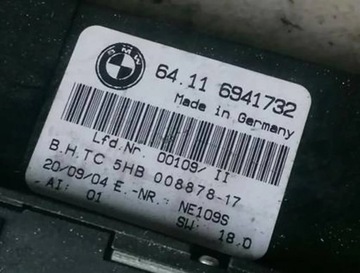 BMW
64.11 6941732
Made in Germany
Lfd.Nr. 00109/ II
B.H.TC 5HB 008878-17
20/09/04 E.-NR.: NE109S
AI: 01 SW: 18.0